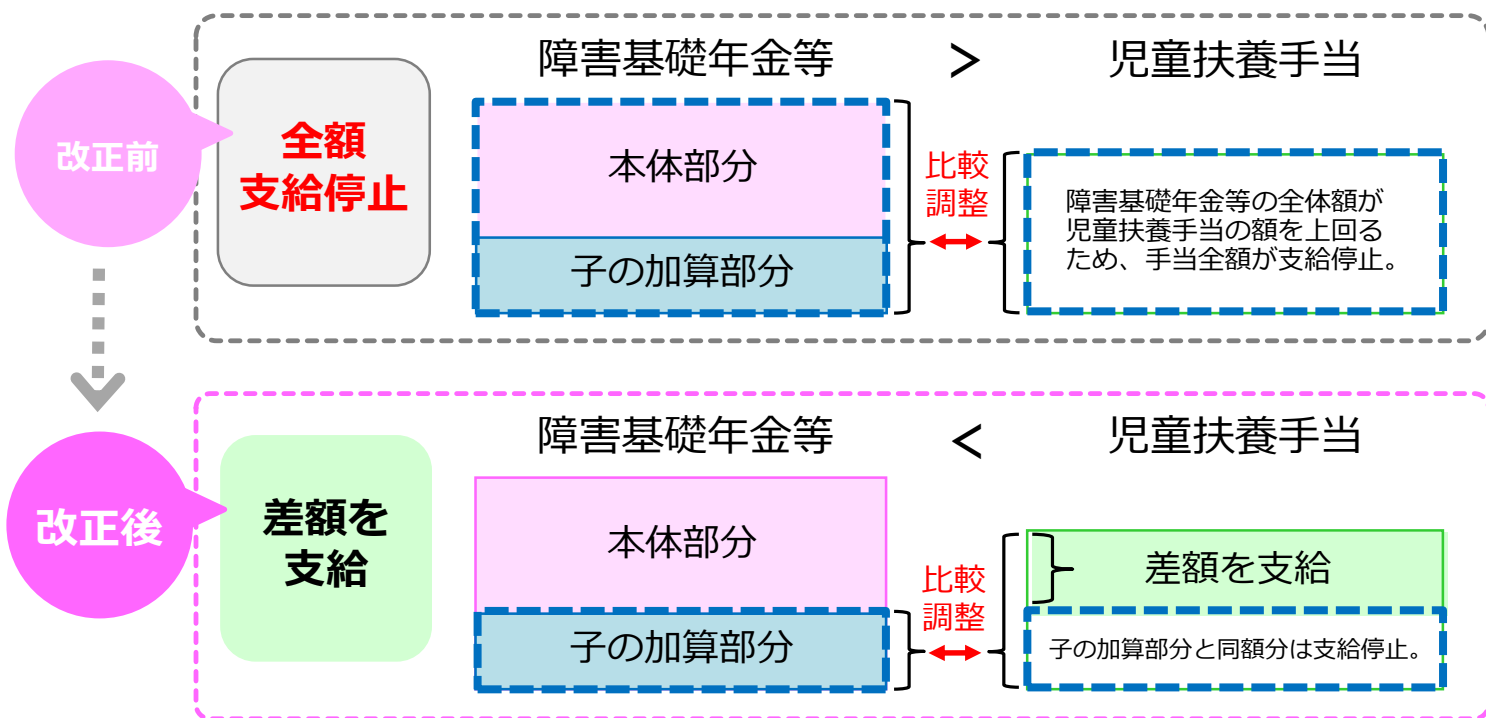 改正前
全額
支給停止
障害基礎年金等 > 児童扶養手当
本体部分
子の加算部分
比較
調整
障害基礎年金等の全体額が
児童扶養手当の額を上回る
ため、手当全額が支給停止。
改正後
差額を
支給
障害基礎年金等 < 児童扶養手当
本体部分
子の加算部分
比較
調整
差額を支給
子の加算部分と同額分は支給停止。